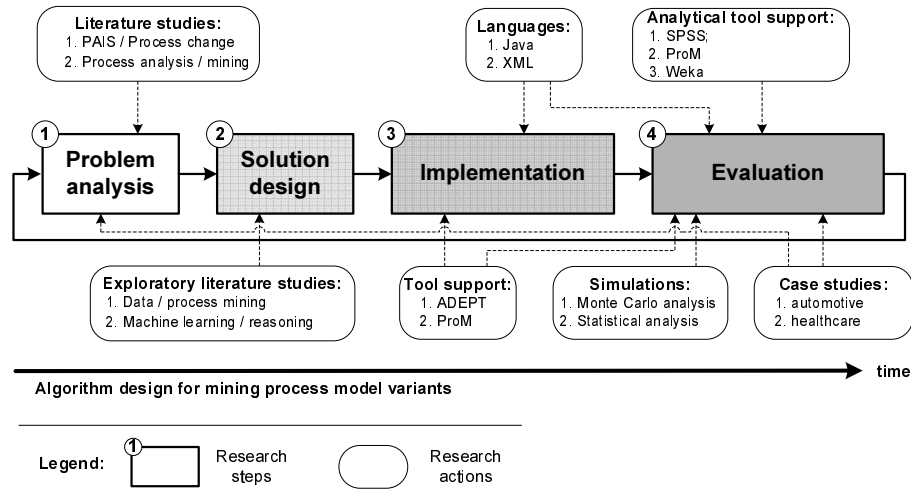 Literature studies:
1. PAIS / Process change
2. Process analysis / mining
Languages:
1. Java
2. XML
Analytical tool support:
1. SPSS;
2. ProM
3. Weka
1
Problem
analysis
2
Solution
design
3
Implementation
4
Evaluation
Exploratory literature studies:
1. Data / process mining
2. Machine learning / reasoning
Tool support:
1. ADEPT
2. ProM
Simulations:
1. Monte Carlo analysis
2. Statistical analysis
Case studies:
1. automotive
2. healthcare
time
Algorithm design for mining process model variants
Legend:
1
Research
steps
Research
actions